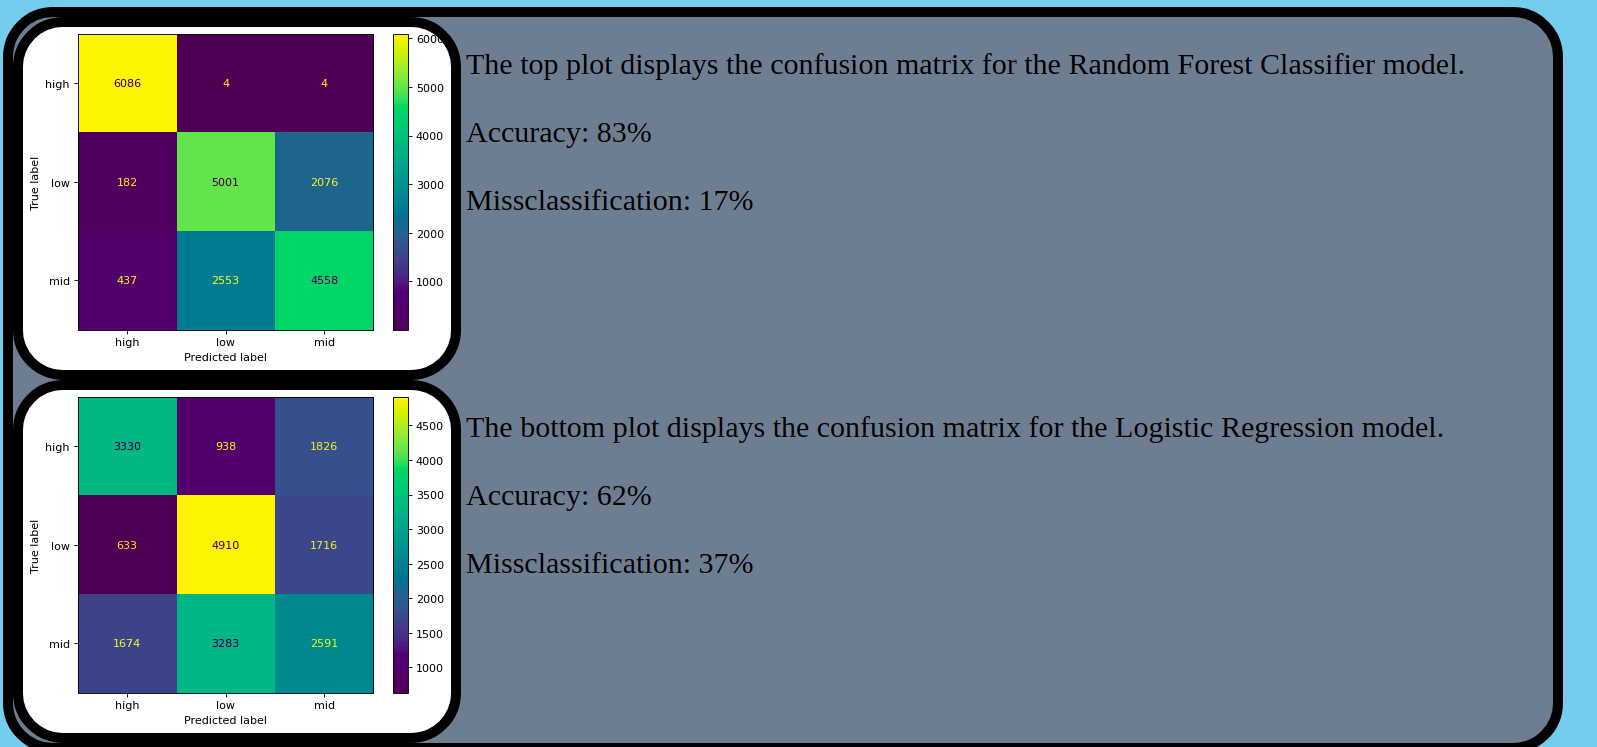 6000
high 6086 4 4
5000
4000
low 182 5001 2076
3000
2000
mid 437 2553 4558
1000
high low mid
Predicted label
True label
The top plot displays the confusion matrix for the Random Forest Classifier model.
Accuracy: 83%
Missclassification: 17%
4500
high 3330 938 1826
4000
3500
3000
low 633 4910 1716
2500
2000
1500
mid 1674 3283 2591
1000
high low mid
Predicted label
True label
The bottom plot displays the confusion matrix for the Logistic Regression model.
Accuracy: 62%
Missclassification: 37%